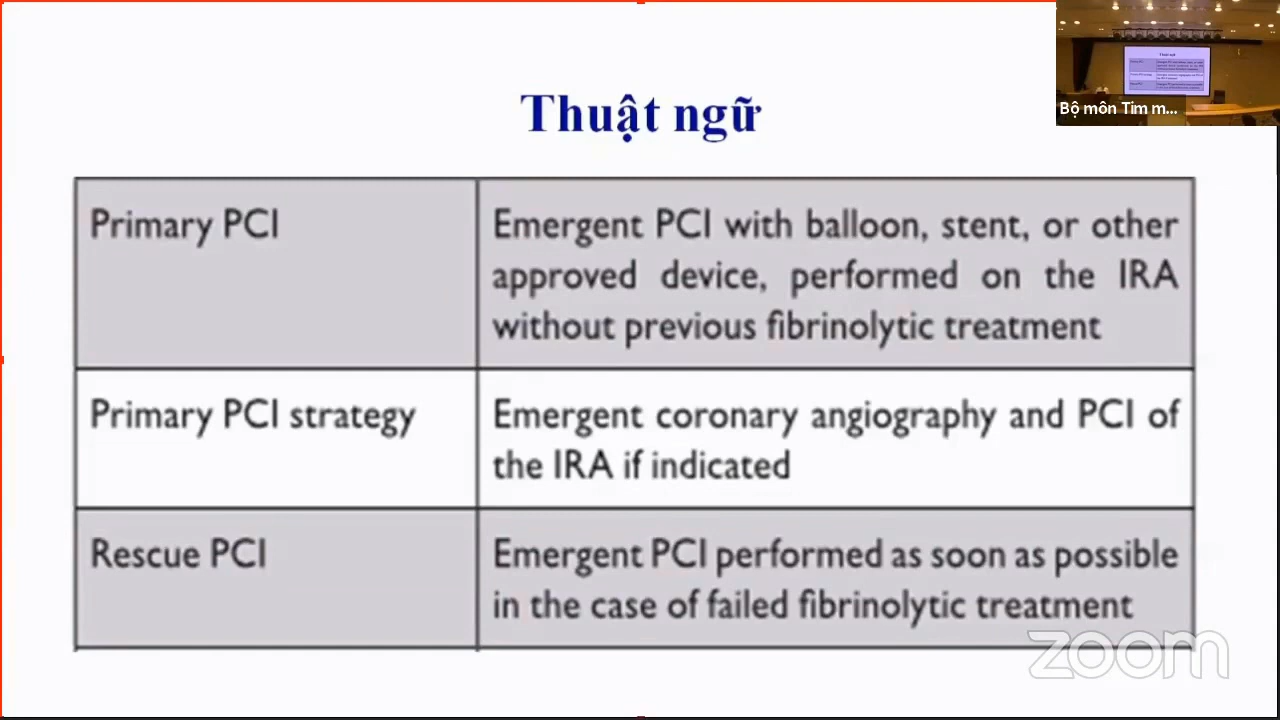 Thuật ngữ
Bộ môn Tim m...
Primary PCI
Emergent PCI with balloon, stent, or other
approved device, performed on the IRA
without previous fibrinolytic treatment
Primary PCI strategy
Emergent coronary angiography and PCI of
the IRA if indicated
Rescue PCI
Emergent PCI performed as soon as possible
in the case of failed fibrinolytic treatment
zoom